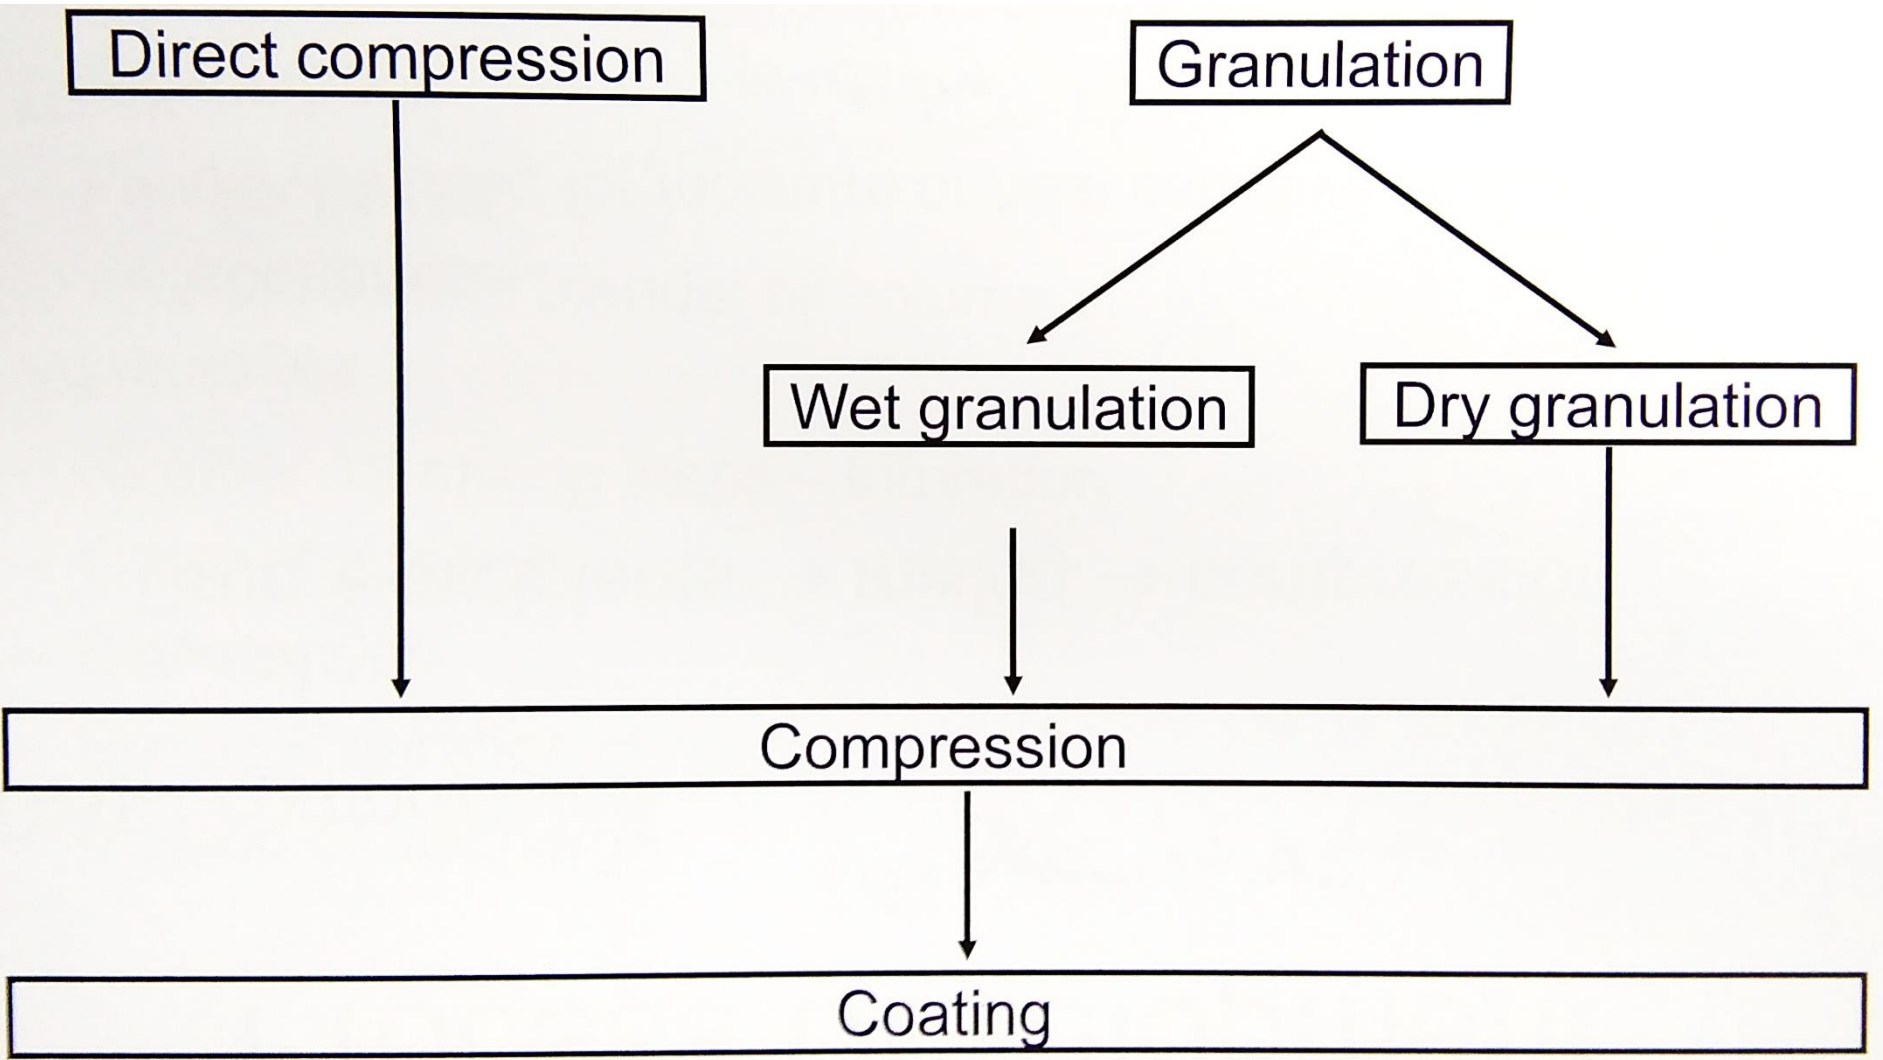 Direct compression
Granulation
Wet granulation
Dry granulation
Compression
Coating